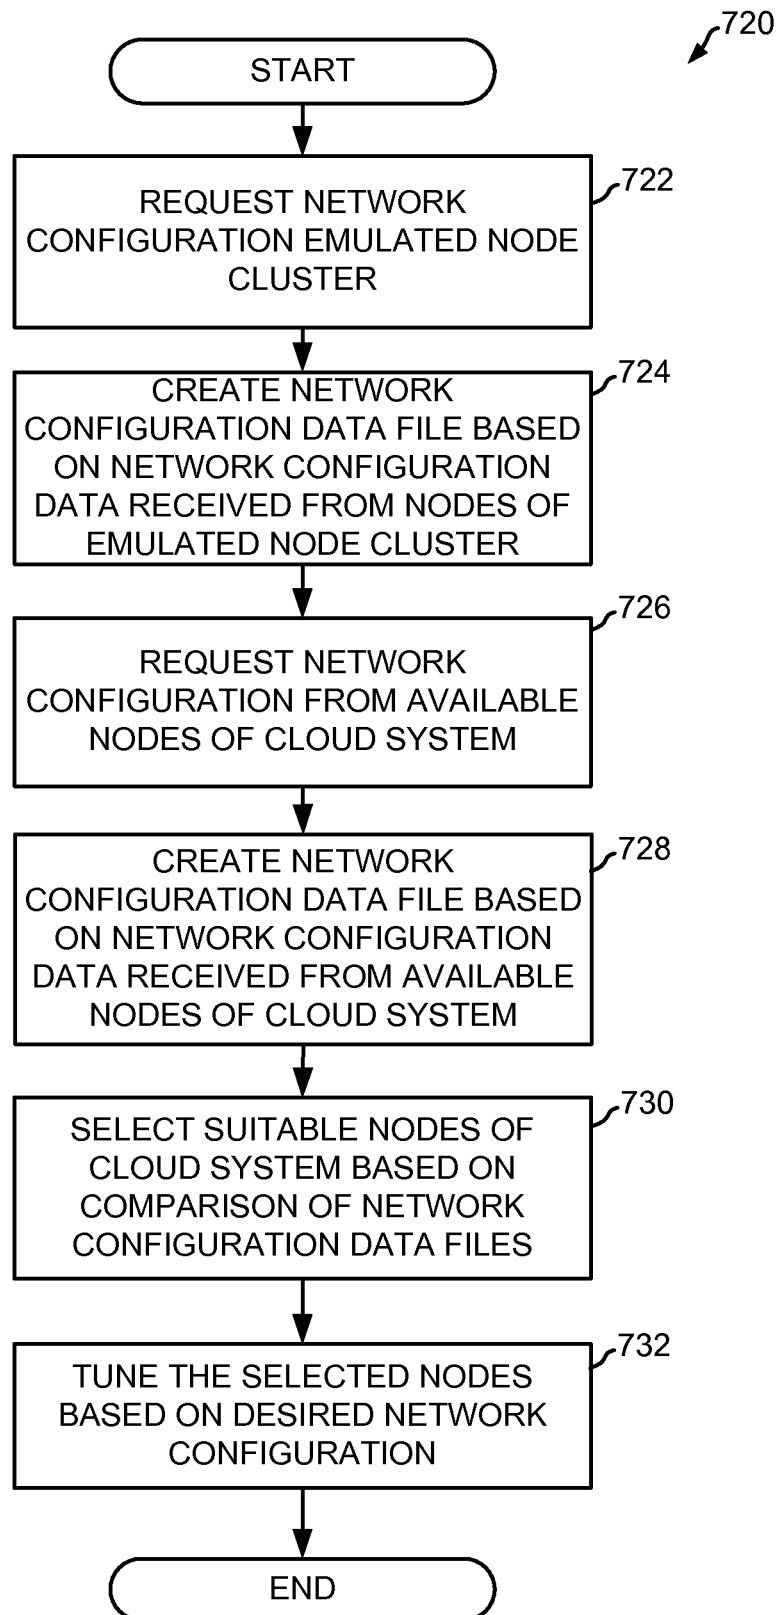 720
START
722
REQUEST NETWORK
CONFIGURATION EMULATED NODE
CLUSTER
724
CREATE NETWORK
CONFIGURATION DATA FILE BASED
ON NETWORK CONFIGURATION
DATA RECEIVED FROM NODES OF
EMULATED NODE CLUSTER
726
REQUEST NETWORK
CONFIGURATION FROM AVAILABLE
NODES OF CLOUD SYSTEM
728
CREATE NETWORK
CONFIGURATION DATA FILE BASED
ON NETWORK CONFIGURATION
DATA RECEIVED FROM AVAILABLE
NODES OF CLOUD SYSTEM
730
SELECT SUITABLE NODES OF
CLOUD SYSTEM BASED ON
COMPARISON OF NETWORK
CONFIGURATION DATA FILES
732
TUNE THE SELECTED NODES
BASED ON DESIRED NETWORK
CONFIGURATION
END